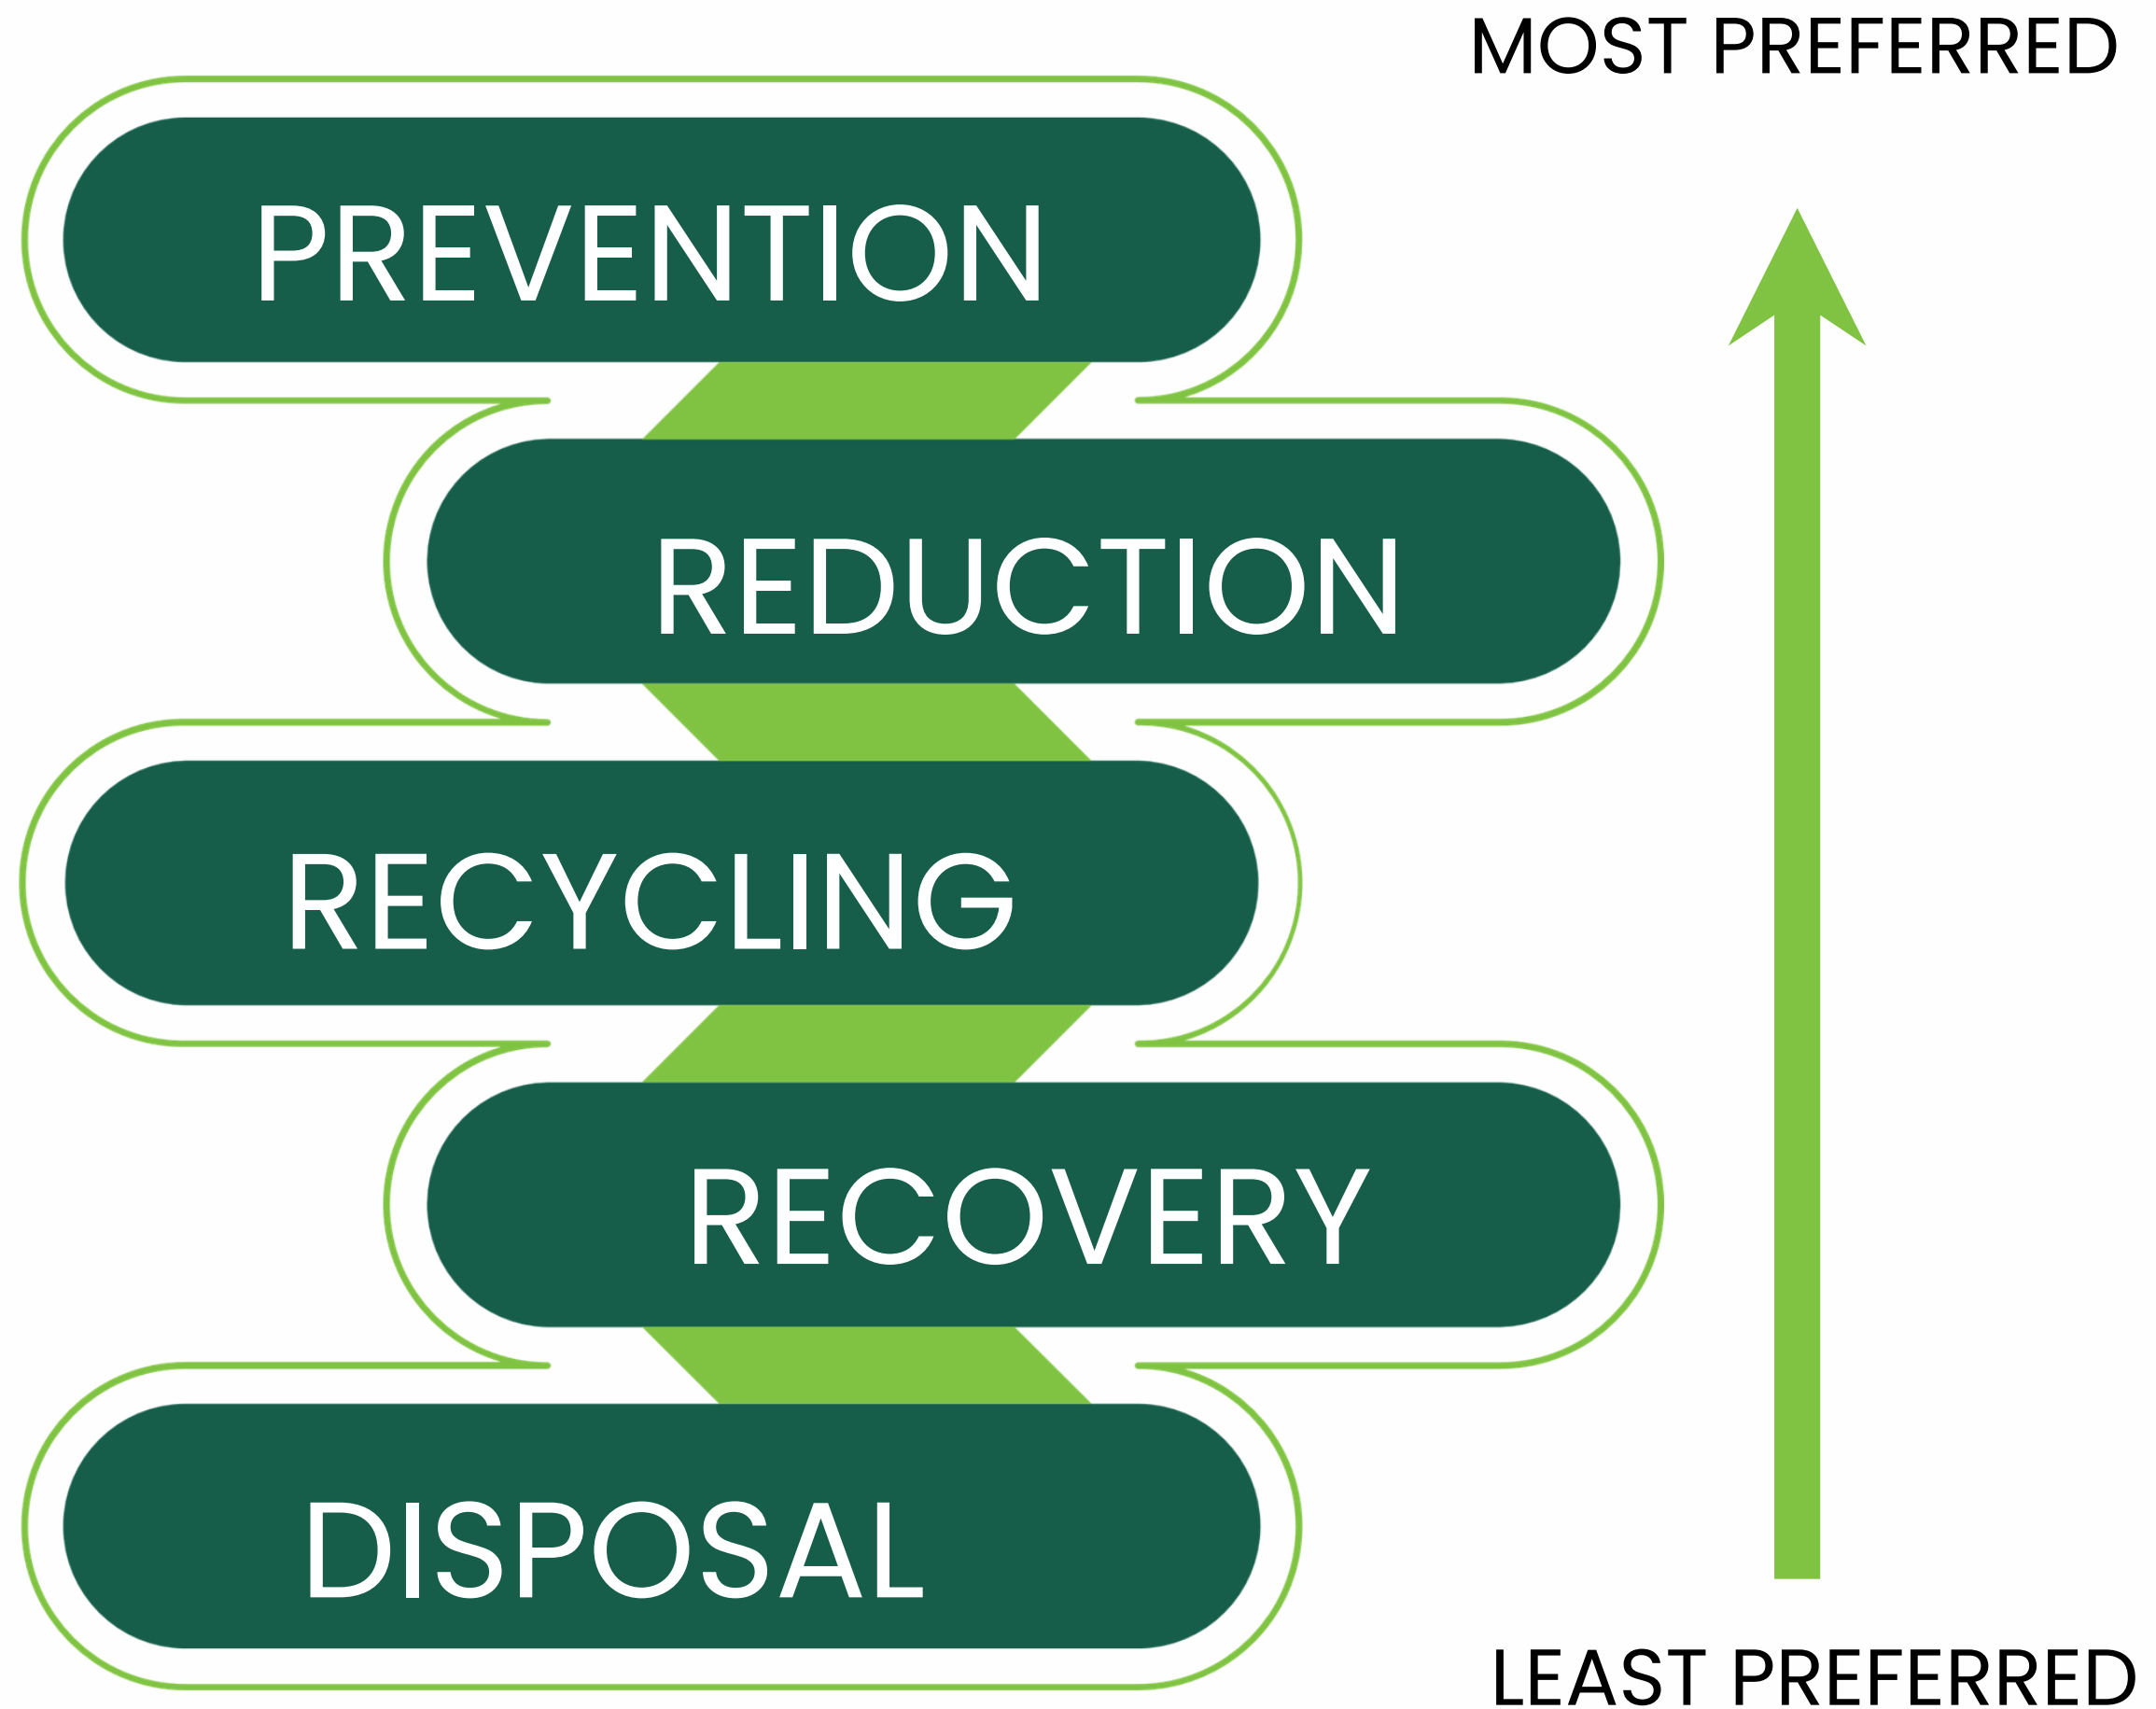 MOST PREFERRED
PREVENTION
REDUCTION
RECYCLING
RECOVERY
DISPOSAL
LEAST PREFERRED